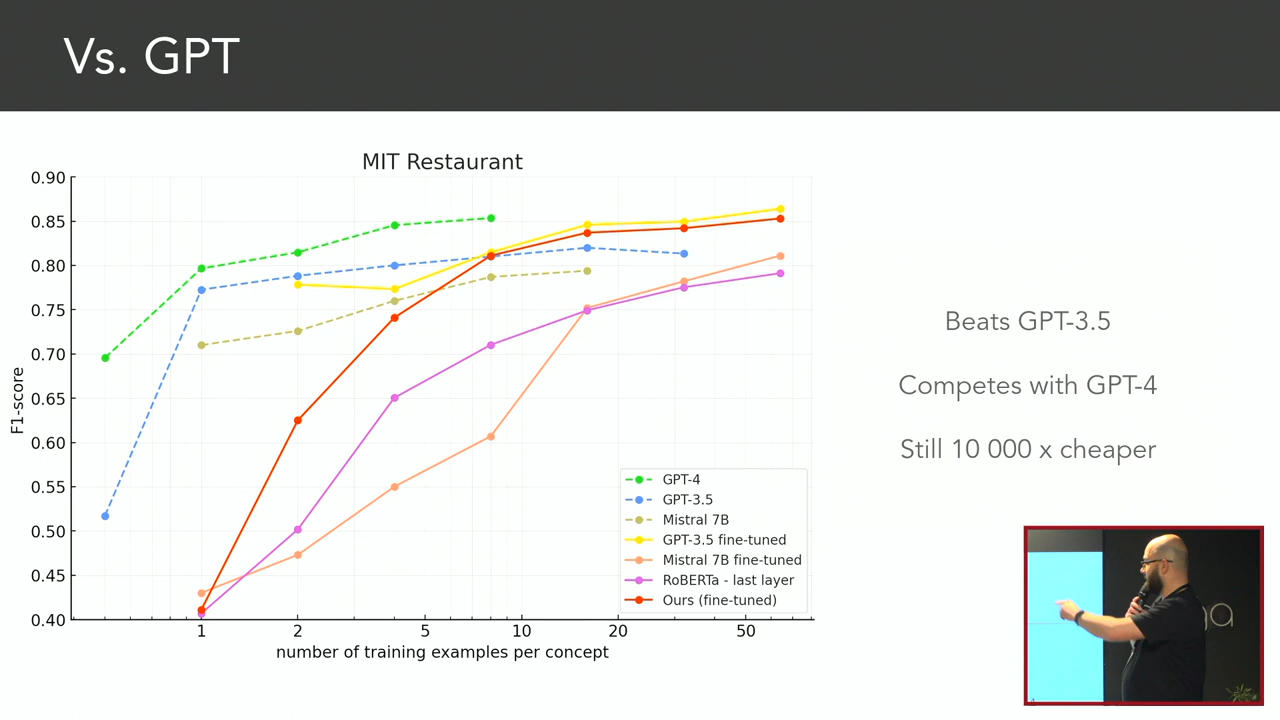 Vs. GPT
MIT Restaurant
0.90
0.85
0.80
0.75
0.70
0.65
0.60
0.55
0.50
0.45
0.40
F1-score
1
2
5
10
20
50
number of training examples per concept
GPT-4
GPT-3.5
Mistral 7B
GPT-3.5 fine-tuned
Mistral 7B fine-tuned
RoBERTa - last layer
Ours (fine-tuned)
Beats GPT-3.5
Competes with GPT-4
Still 10 000 x cheaper